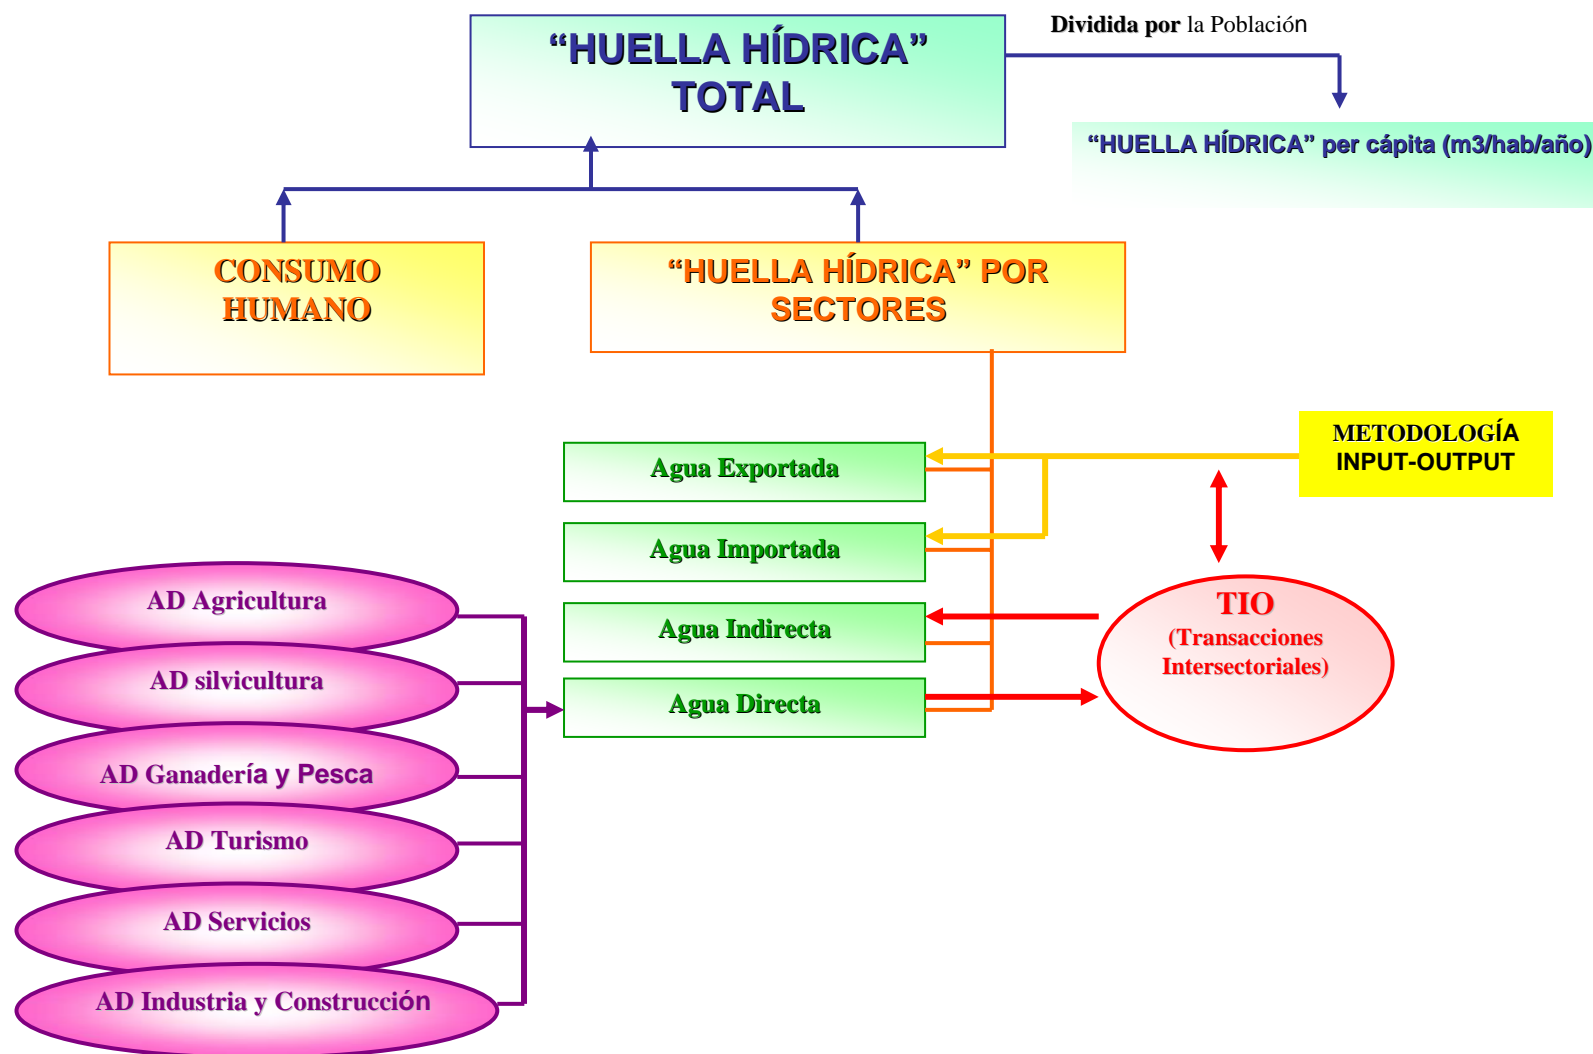 “HUELLA HÍDRICA”
TOTAL
Dividida por la Población
“HUELLA HÍDRICA” per cápita (m3/hab/año)
CONSUMO
HUMANO
“HUELLA HÍDRICA” POR
SECTORES
METODOLOGÍA
INPUT-OUTPUT
Agua Exportada
Agua Importada
Agua Indirecta
Agua Directa
TIO
(Transacciones
Intersectoriales)
AD Agricultura
AD silvicultura
AD Ganadería y Pesca
AD Turismo
AD Servicios
AD Industria y Construcción